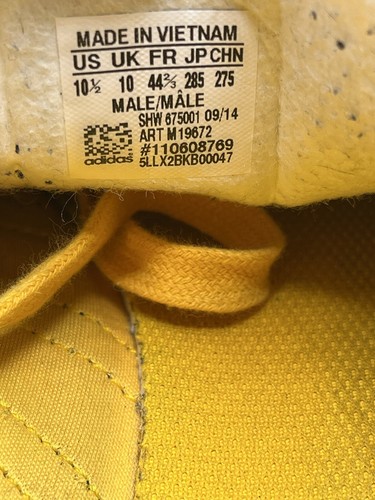 MADE IN VIETNAM
US UK FR JP CHN
10½ 10 44⅔ 285 275
MALE/MÂLE
SHW 675001 09/14
ART M19672
#110608769
adidas 5LLX2BKB00047